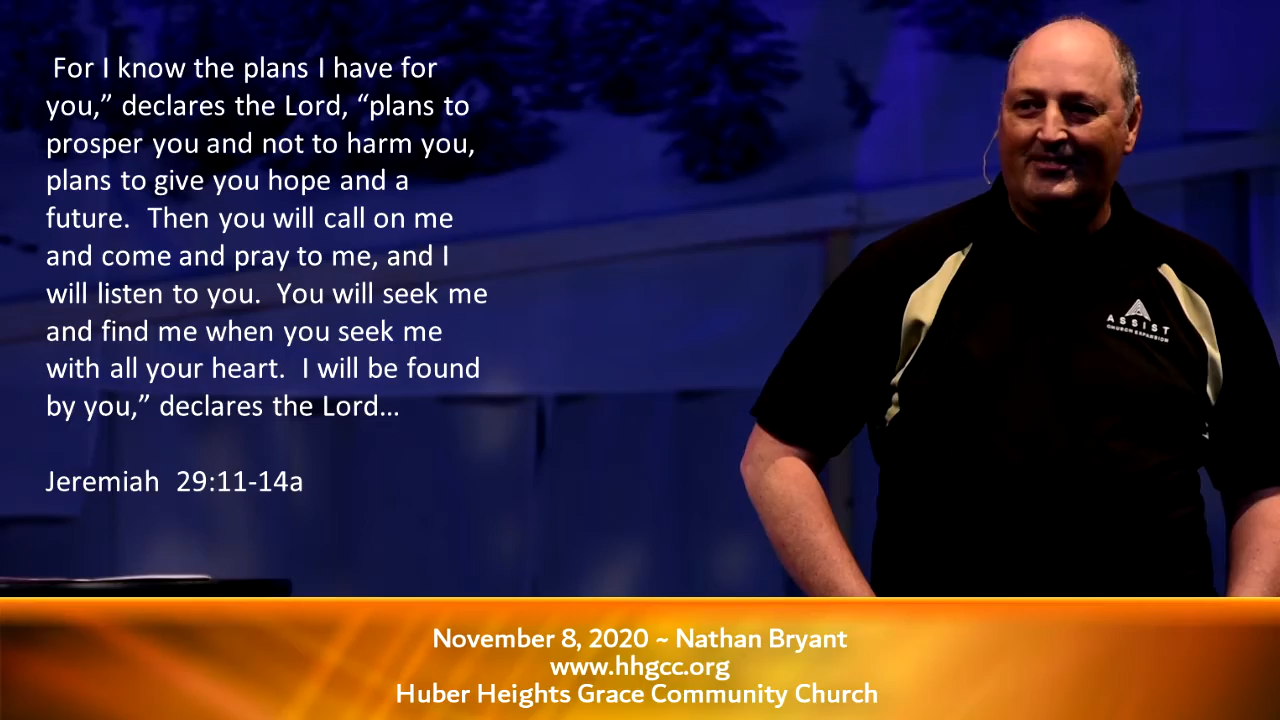 For I know the plans I have for
you,” declares the Lord, “plans to
prosper you and not to harm you,
plans to give you hope and a
future.  Then you will call on me
and come and pray to me, and I
will listen to you.  You will seek me
and find me when you seek me
with all your heart.  I will be found
by you,” declares the Lord...
Jeremiah  29:11-14a
ASSIST
CHURCH EXPANSION
November 8, 2020 ~ Nathan Bryant
www.hhgcc.org
Huber Heights Grace Community Church